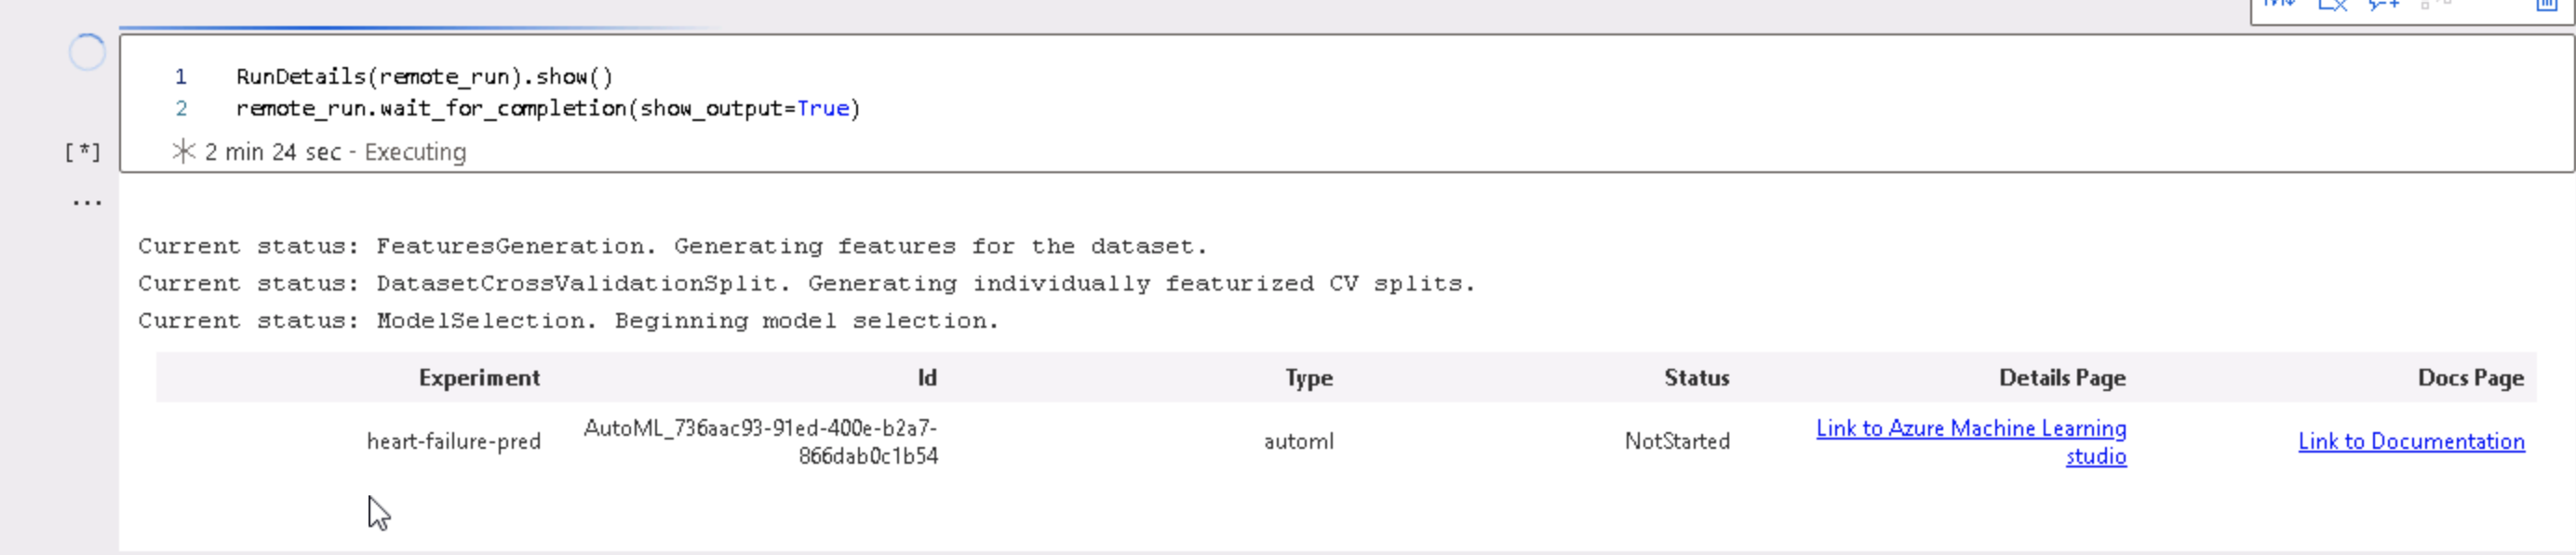 1 RunDetails(remote_run).show()
2 remote_run.wait_for_completion(show_output=True)
[*] 2 min 24 sec - Executing
...
Current status: FeaturesGeneration. Generating features for the dataset.
Current status: DatasetCrossValidationSplit. Generating individually featurized CV splits.
Current status: ModelSelection. Beginning model selection.
Experiment Id Type Status Details Page Docs Page
heart-failure-pred AutoML_736aac93-91ed-400e-b2a7-
866dab0c1b54 automl NotStarted Link to Azure Machine Learning
studio Link to Documentation